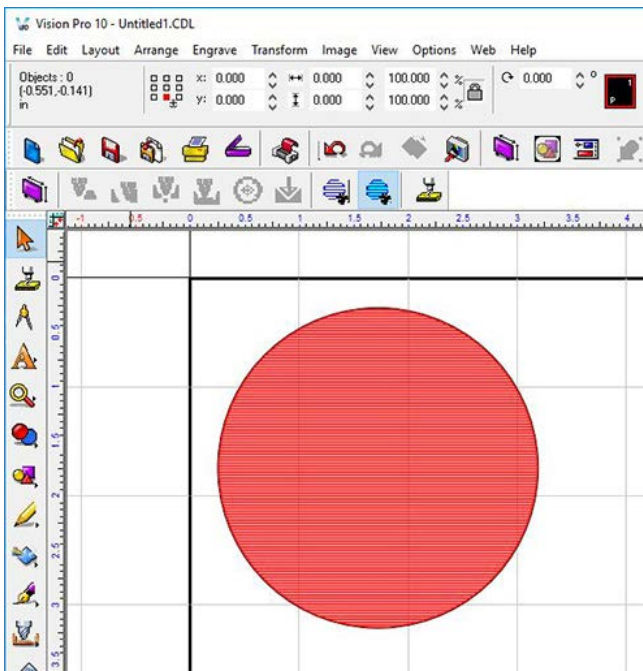 Vision Pro 10 - Untitled1.CDL
File Edit Layout Arrange Engrave Transform Image View Options Web Help
Objects : 0
(-0.551,-0.141)
in
x: 0.000 0.000 100.000 % 0.000 °
y: 0.000 0.000 100.000 %
P
-1 0.5 0 0.5 1 1.5 2 2.5 3 3.5 4
0
0.5
1
1.5
2
2.5
3
3.5